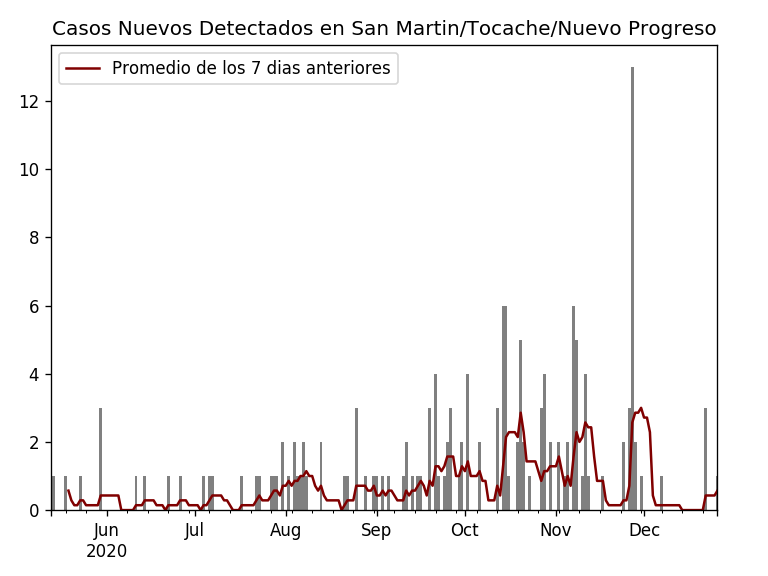 Casos Nuevos Detectados en San Martin/Tocache/Nuevo Progreso
Promedio de los 7 dias anteriores
12
10
8
6
4
2
0
Jun Jul Aug Sep Oct Nov Dec
2020